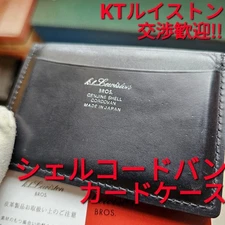 KTルイストン
交渉歓迎!!
K.T. Lewiston
BROS.
GENUINE SHELL
CORDOVAN
MADE IN JAPAN
シェルコードバン
カードケース
BROS.